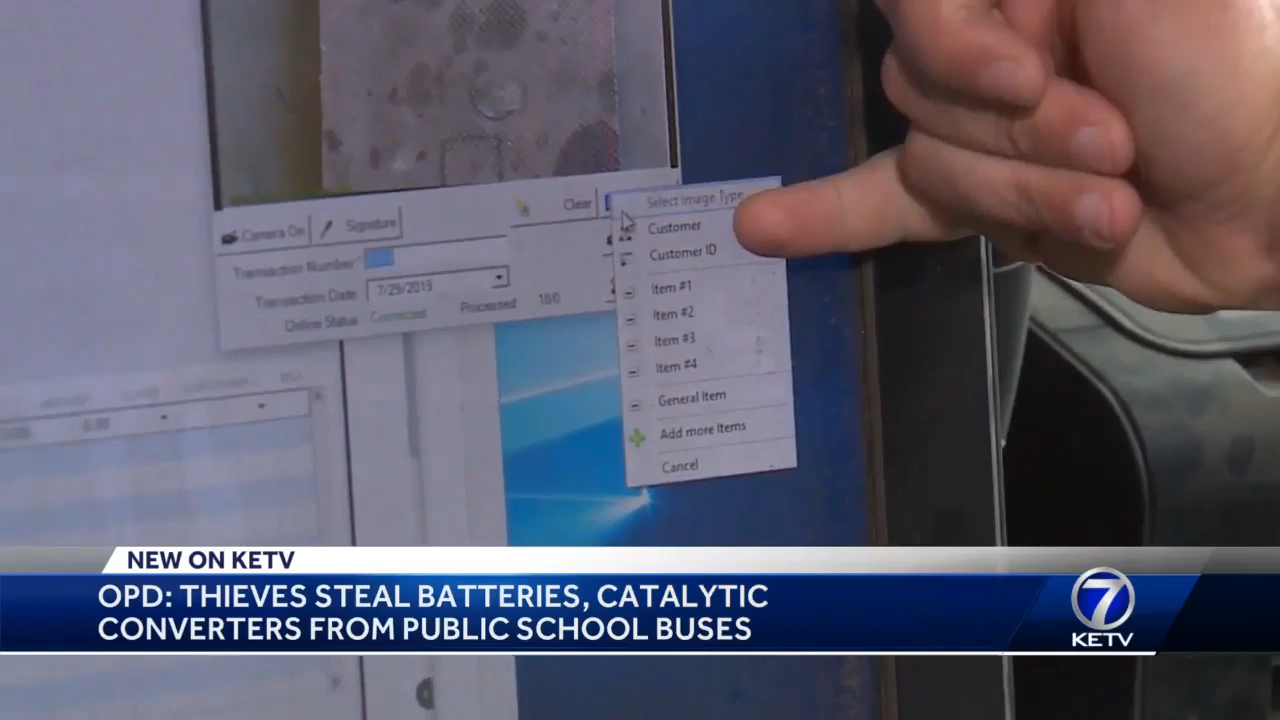 Clear
Select Image Type
Camera On
Signature
Customer
Transaction Number
Customer ID
Transaction Date
7/29/2019
Item #1
Online Status
Connected
Processed
Item #2
Item #3
Item #4
General Item
Add more Items
Cancel
NEW ON KETV
OPD: THIEVES STEAL BATTERIES, CATALYTIC
CONVERTERS FROM PUBLIC SCHOOL BUSES
7
KETV